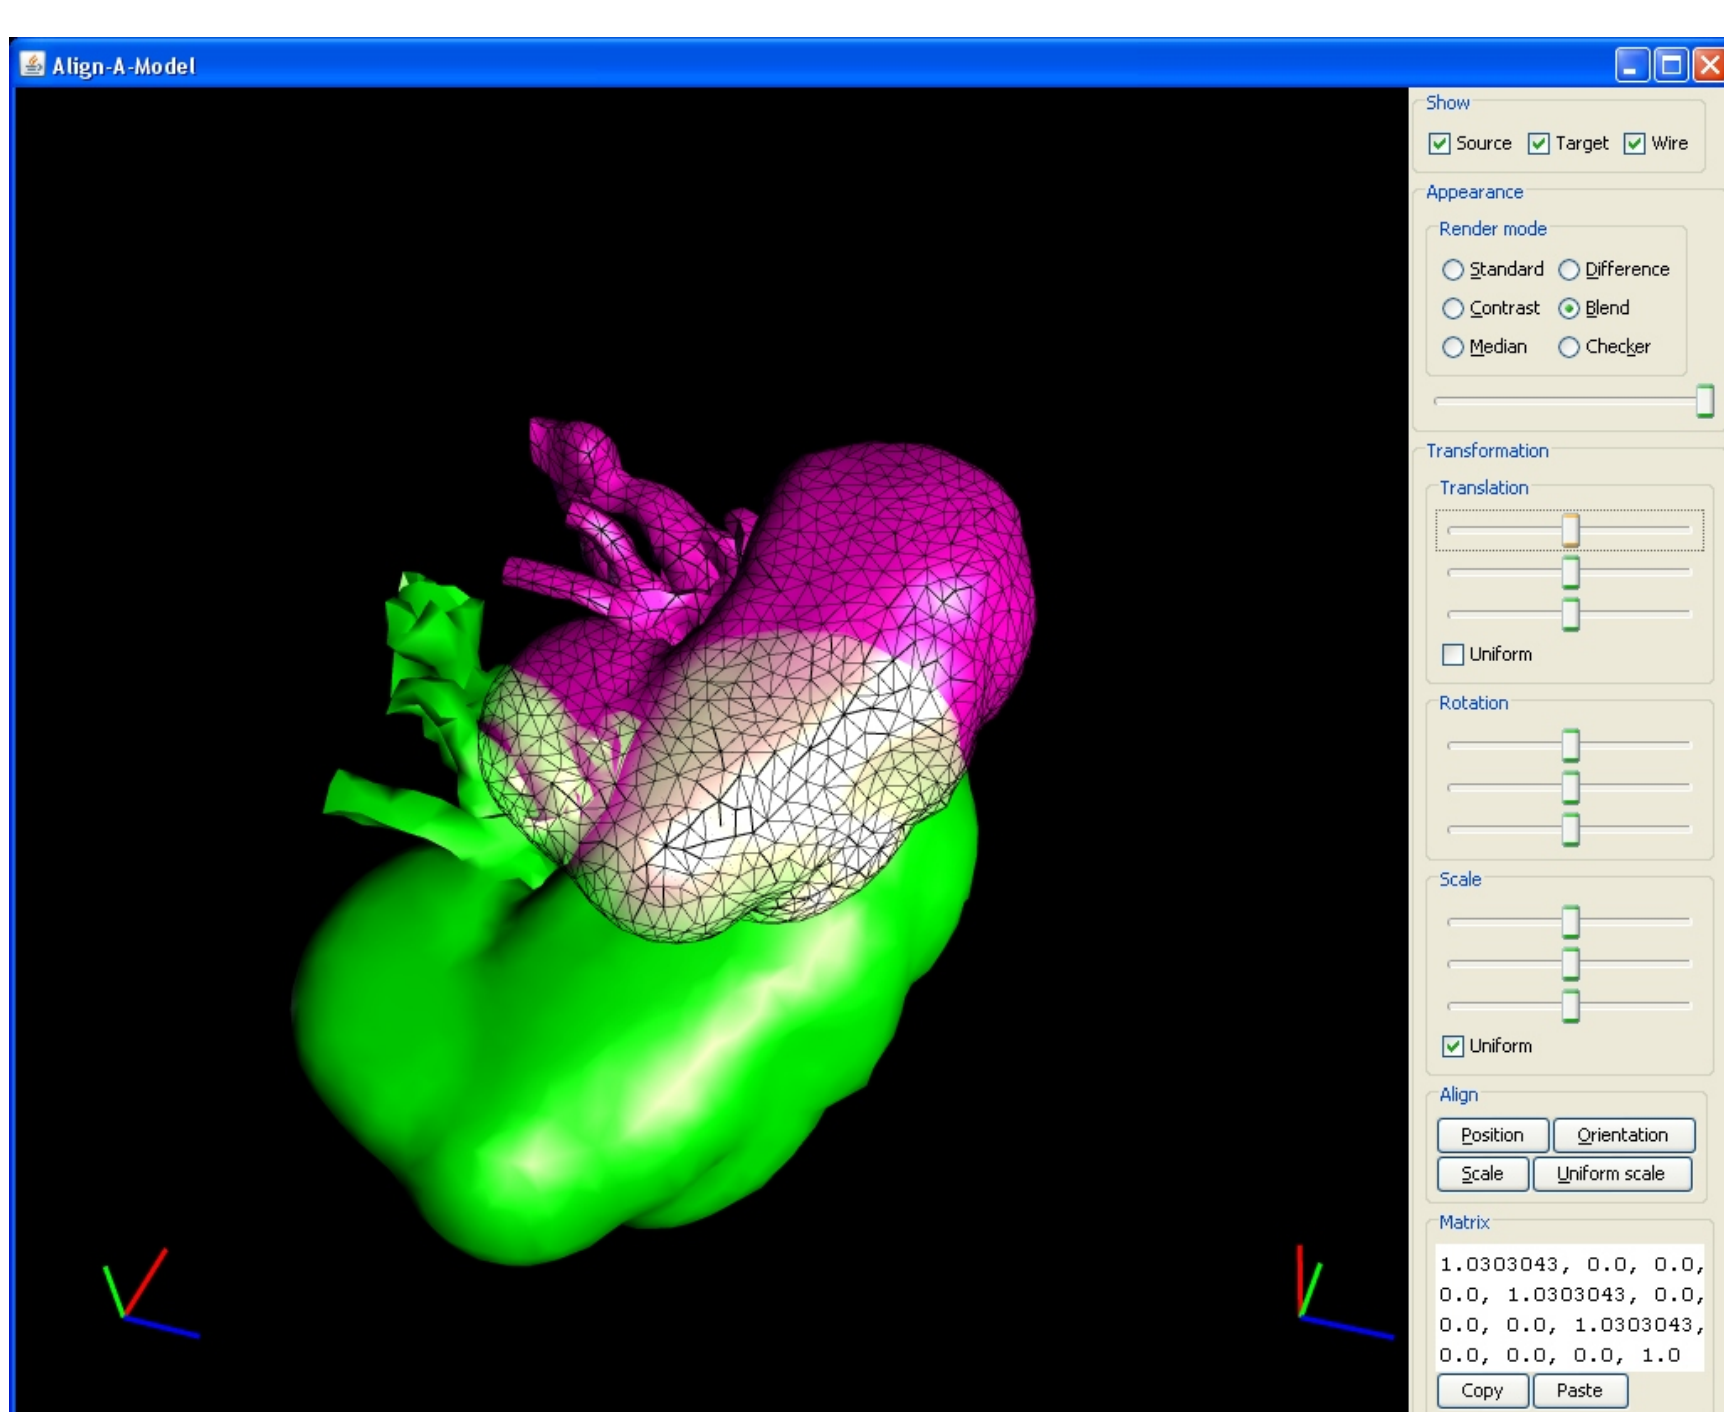 Align-A-Model
Show
Source Target Wire
Appearance
Render mode
Standard Difference
Contrast Blend
Median Checker
Transformation
Translation
Uniform
Rotation
Scale
Uniform
Align
Position Orientation
Scale Uniform scale
Matrix
1.0303043, 0.0, 0.0,
0.0, 1.0303043, 0.0,
0.0, 0.0, 1.0303043,
0.0, 0.0, 0.0, 1.0
Copy Paste